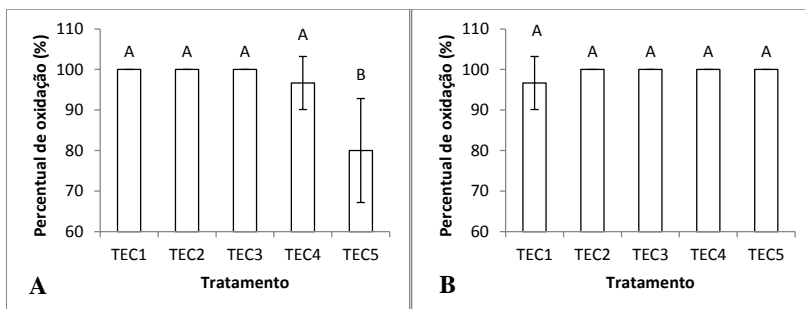 Percentual de oxidação (%)
110
100
90
80
70
60
A
A
A
A
B
TEC1 TEC2 TEC3 TEC4 TEC5
Tratamento
A
Percentual de oxidação (%)
110
100
90
80
70
60
A
A
A
A
A
TEC1 TEC2 TEC3 TEC4 TEC5
Tratamento
B